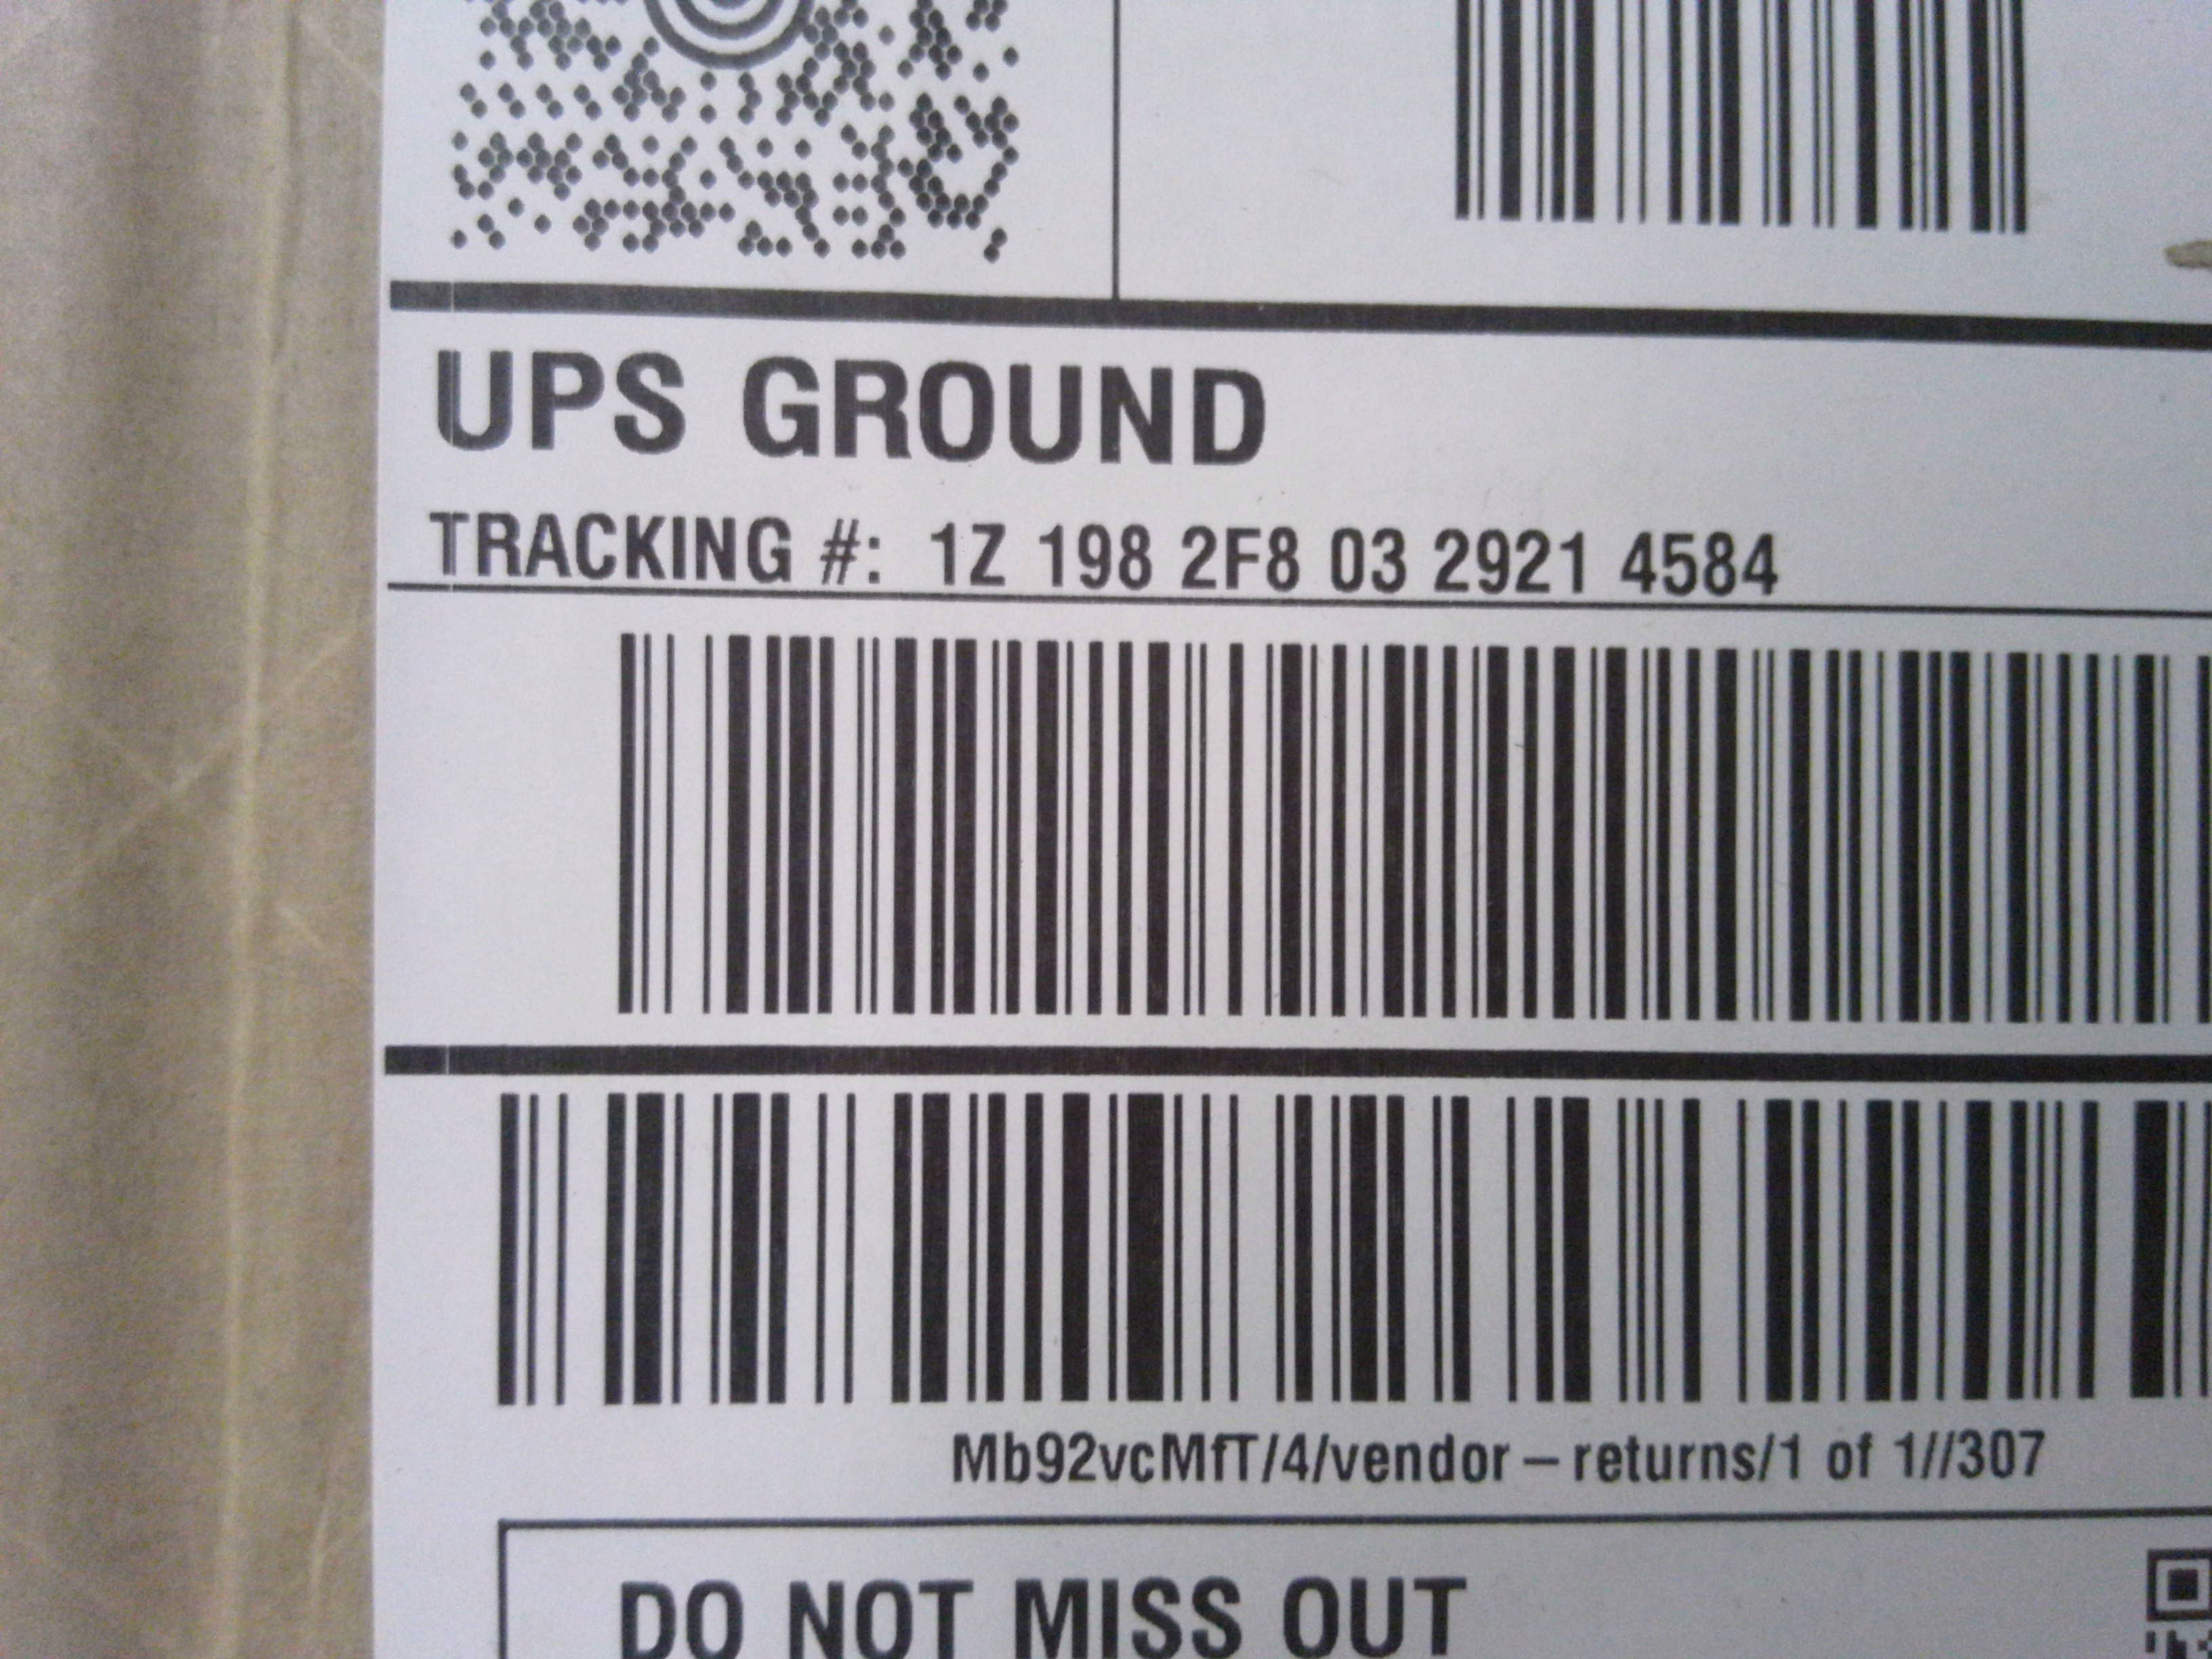 UPS GROUND
TRACKING #: 1Z 198 2F8 03 2921 4584
Mb92vcMfT/4/vendor – returns/1 of 1//307
DO NOT MISS OUT